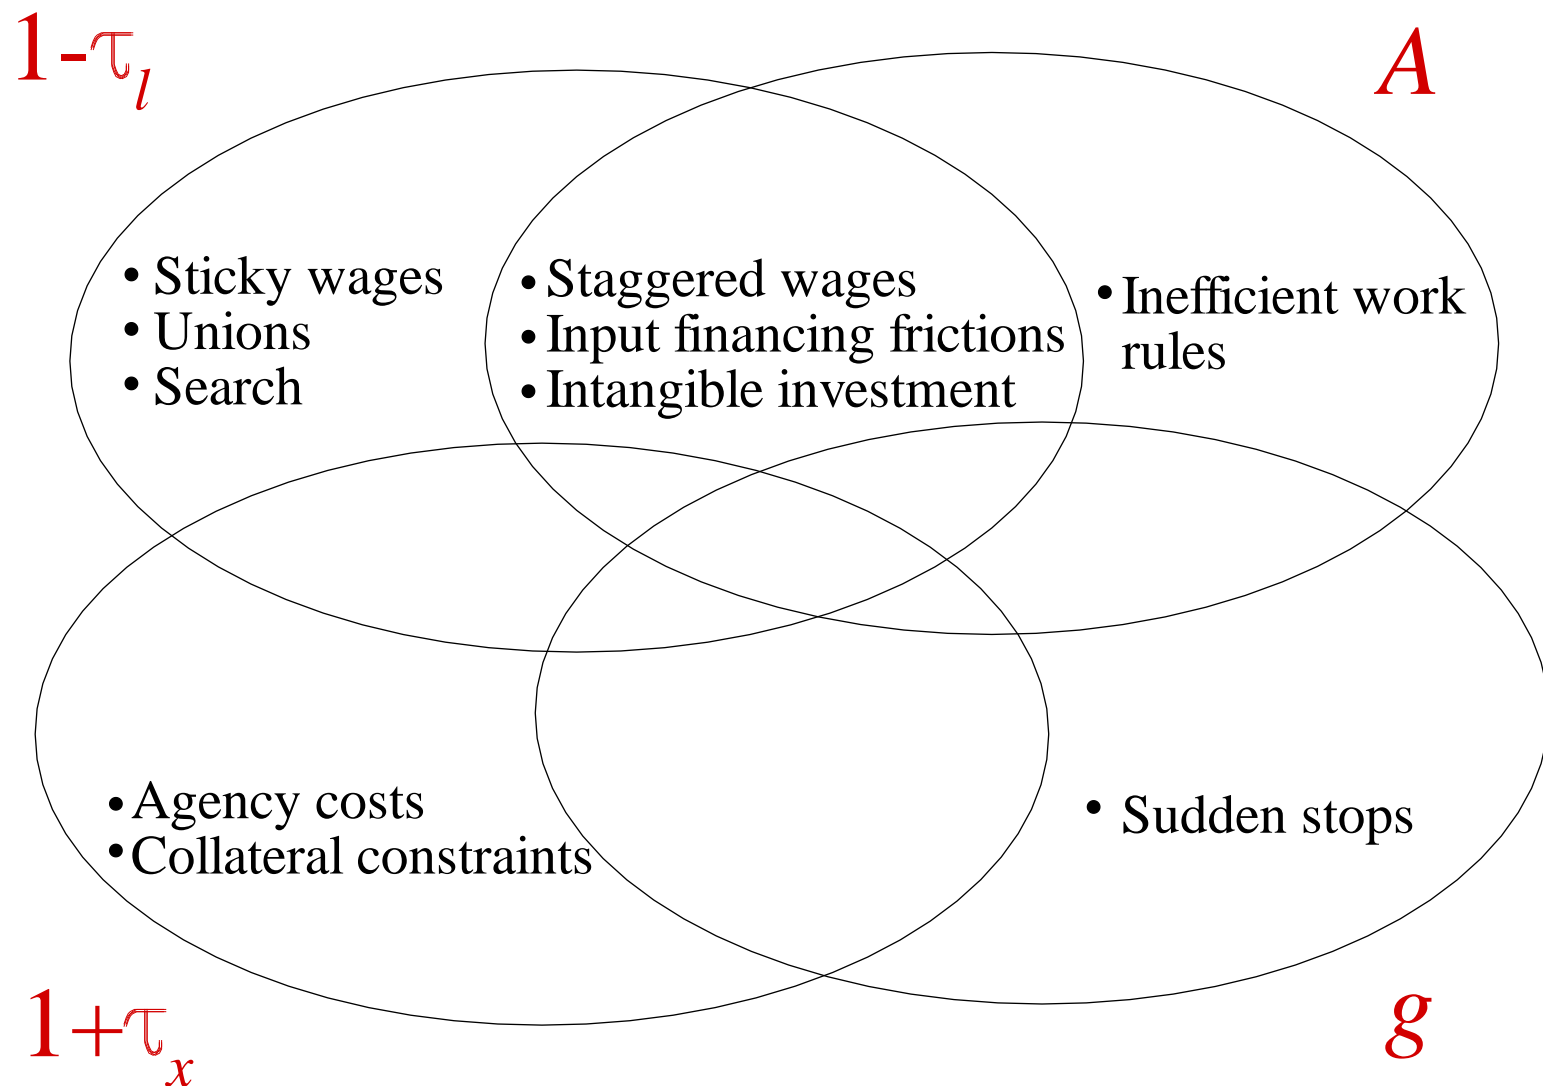 1-τl
A
• Sticky wages
• Unions
• Search
• Staggered wages
• Input financing frictions
• Intangible investment
• Inefficient work
rules
• Agency costs
• Collateral constraints
• Sudden stops
1+τx
g